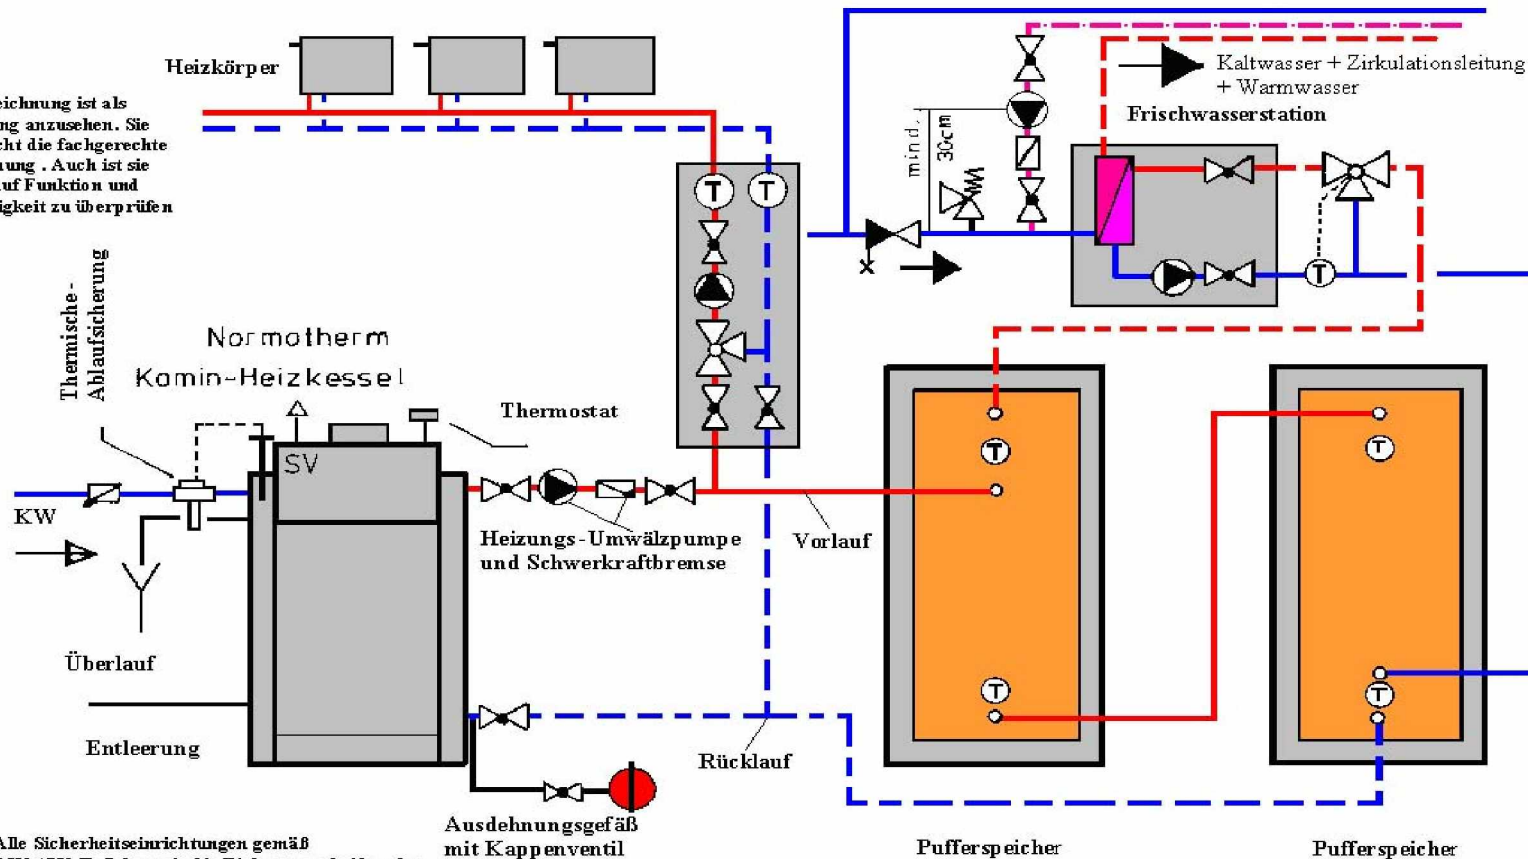 Heizkörper
eichnung ist als
ng anzusehen. Sie
cht die fachgerechte
nung . Auch ist sie
uf Funktion und
igkeit zu überprüfen
Kaltwasser + Zirkulationsleitung
+ Warmwasser
Frischwasserstation
mind.
30cm
T
T
T
Thermische-
Ablaufsicherung
Normotherm
Kamin-Heizkessel
Thermostat
SV
KW
T
T
Heizungs-Umwälzpumpe
und Schwerkraftbremse
Vorlauf
Überlauf
T
T
Entleerung
Rücklauf
Ausdehnungsgefäß
mit Kappenventil
Pufferspeicher
Pufferspeicher
Alle Sicherheitseinrichtungen gemäß